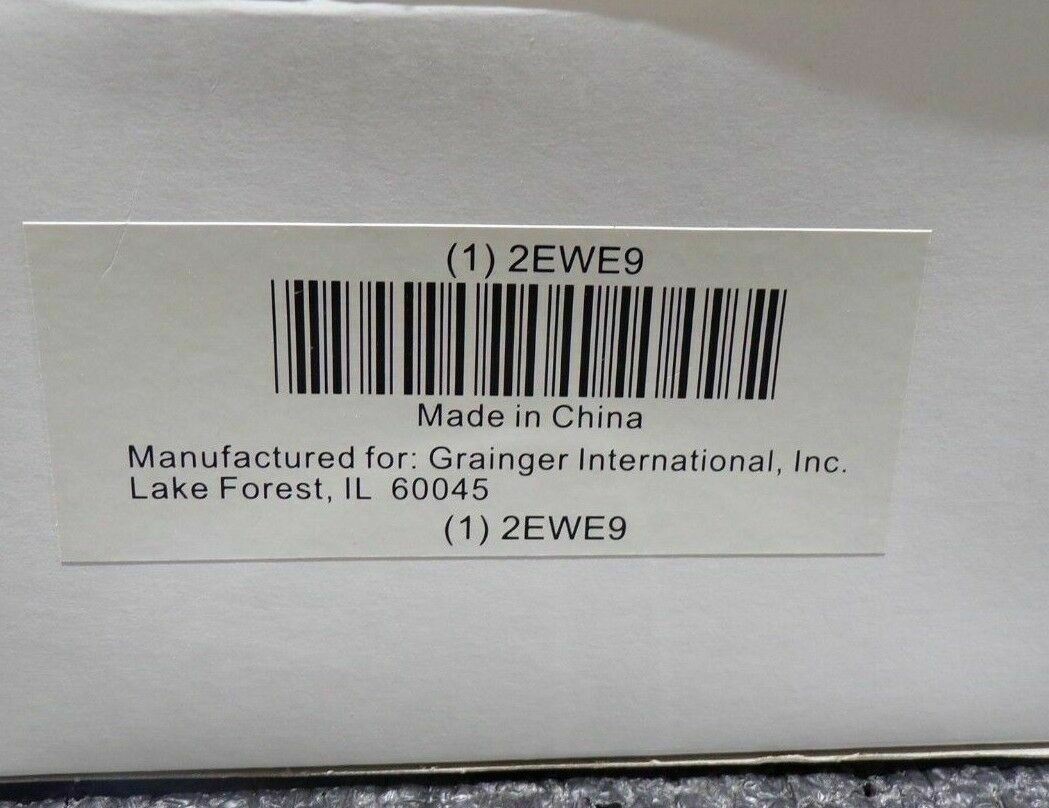 (1) 2EWE9
Made in China
Manufactured for: Grainger International, Inc.
Lake Forest, IL 60045
(1) 2EWE9